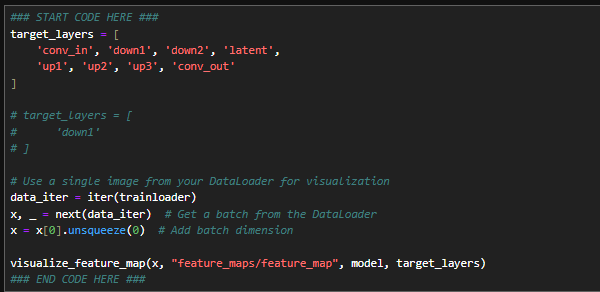 ### START CODE HERE ###
target_layers = [
    'conv_in', 'down1', 'down2', 'latent',
    'up1', 'up2', 'up3', 'conv_out'
]
# target_layers = [
#      'down1'
# ]
# Use a single image from your DataLoader for visualization
data_iter = iter(trainloader)
x, _ = next(data_iter)  # Get a batch from the DataLoader
x = x[0].unsqueeze(0)  # Add batch dimension
visualize_feature_map(x, "feature_maps/feature_map", model, target_layers)
### END CODE HERE ###